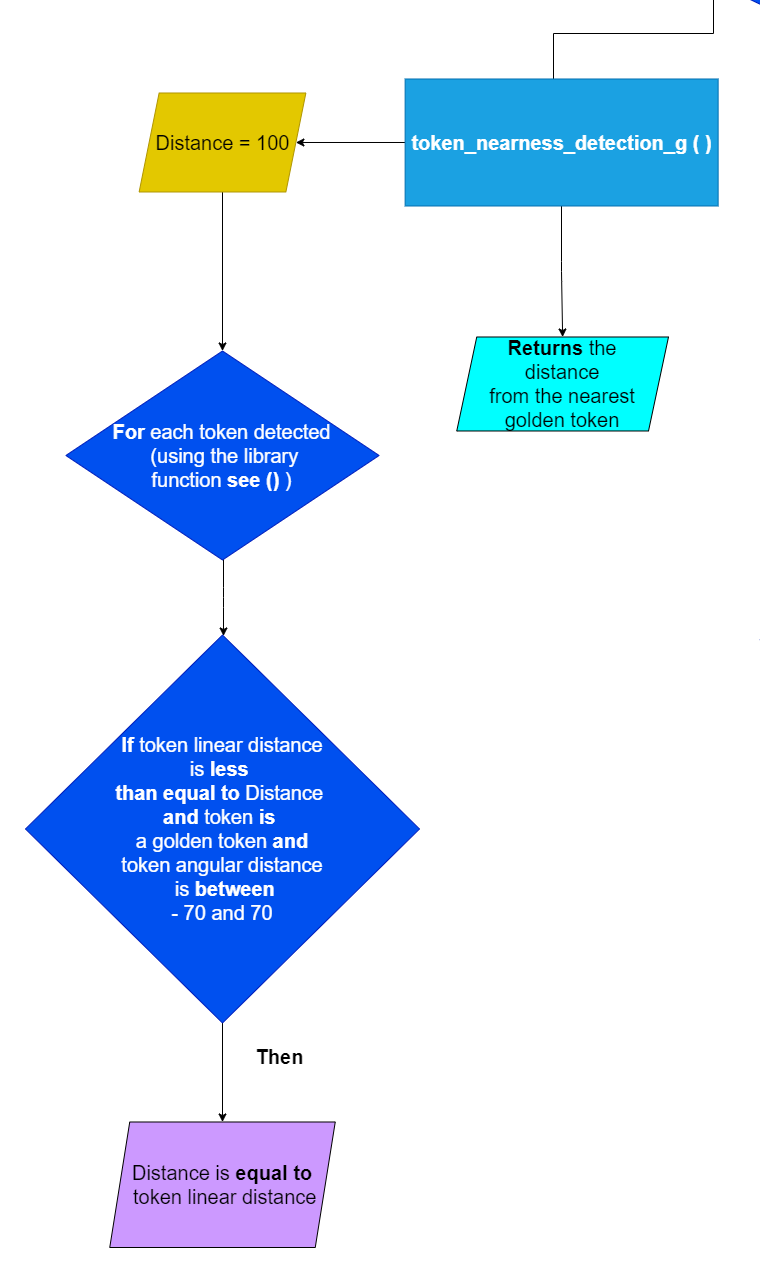 Distance = 100
token_nearness_detection_g ( )
Returns the
distance
from the nearest
golden token
For each token detected
(using the library
function see () )
If token linear distance
is less
than equal to Distance
and token is
a golden token and
token angular distance
is between
- 70 and 70
Then
Distance is equal to
token linear distance